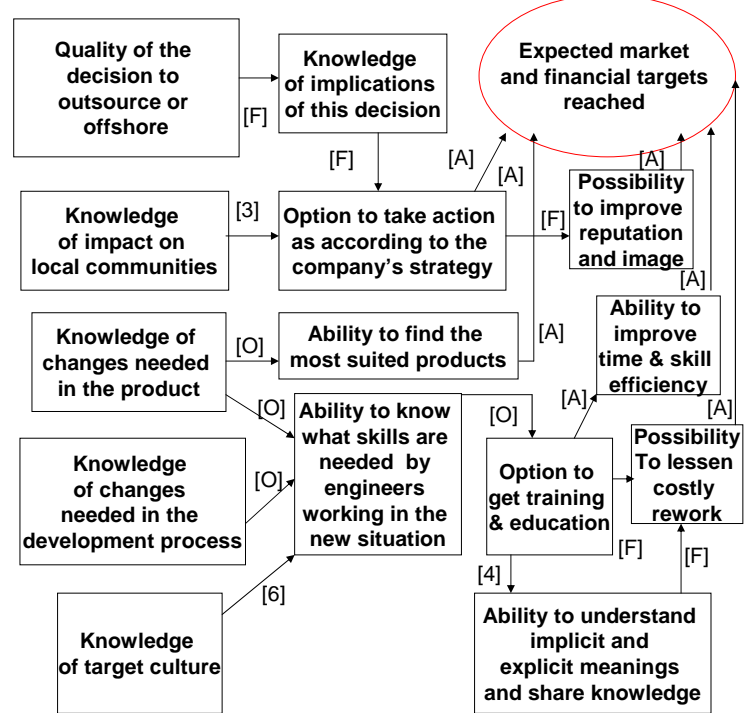 Quality of the
decision to
outsource or
offshore
[F]
Knowledge
of implications
of this decision
Expected market
and financial targets
reached
[F]
[A]
[A]
[A]
Knowledge
of impact on
local communities
[3]
Option to take action
as according to the
company's strategy
[F]
Possibility
to improve
reputation
and image
[A]
Knowledge of
changes needed
in the product
[O]
Ability to find the
most suited products
[A]
Ability to
improve
time & skill
efficiency
[O]
Ability to know
what skills are
needed by
engineers
working in the
new situation
[O]
[A]
[A]
Knowledge
of changes
needed in the
development process
[O]
Option to
get training
& education
Possibility
To lessen
costly
rework
[6]
[4]
[F]
[F]
Knowledge
of target culture
Ability to understand
implicit and
explicit meanings
and share knowledge